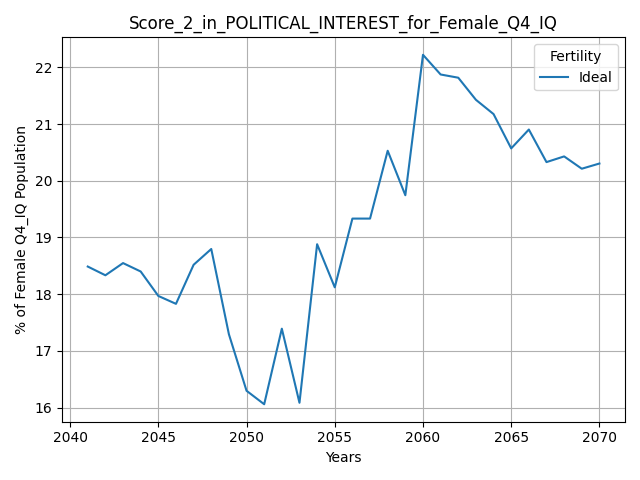 Score_2_in_POLITICAL_INTEREST_for_Female_Q4_IQ
Fertility
Ideal
% of Female Q4_IQ Population
22
21
20
19
18
17
16
2040
2045
2050
2055
2060
2065
2070
Years